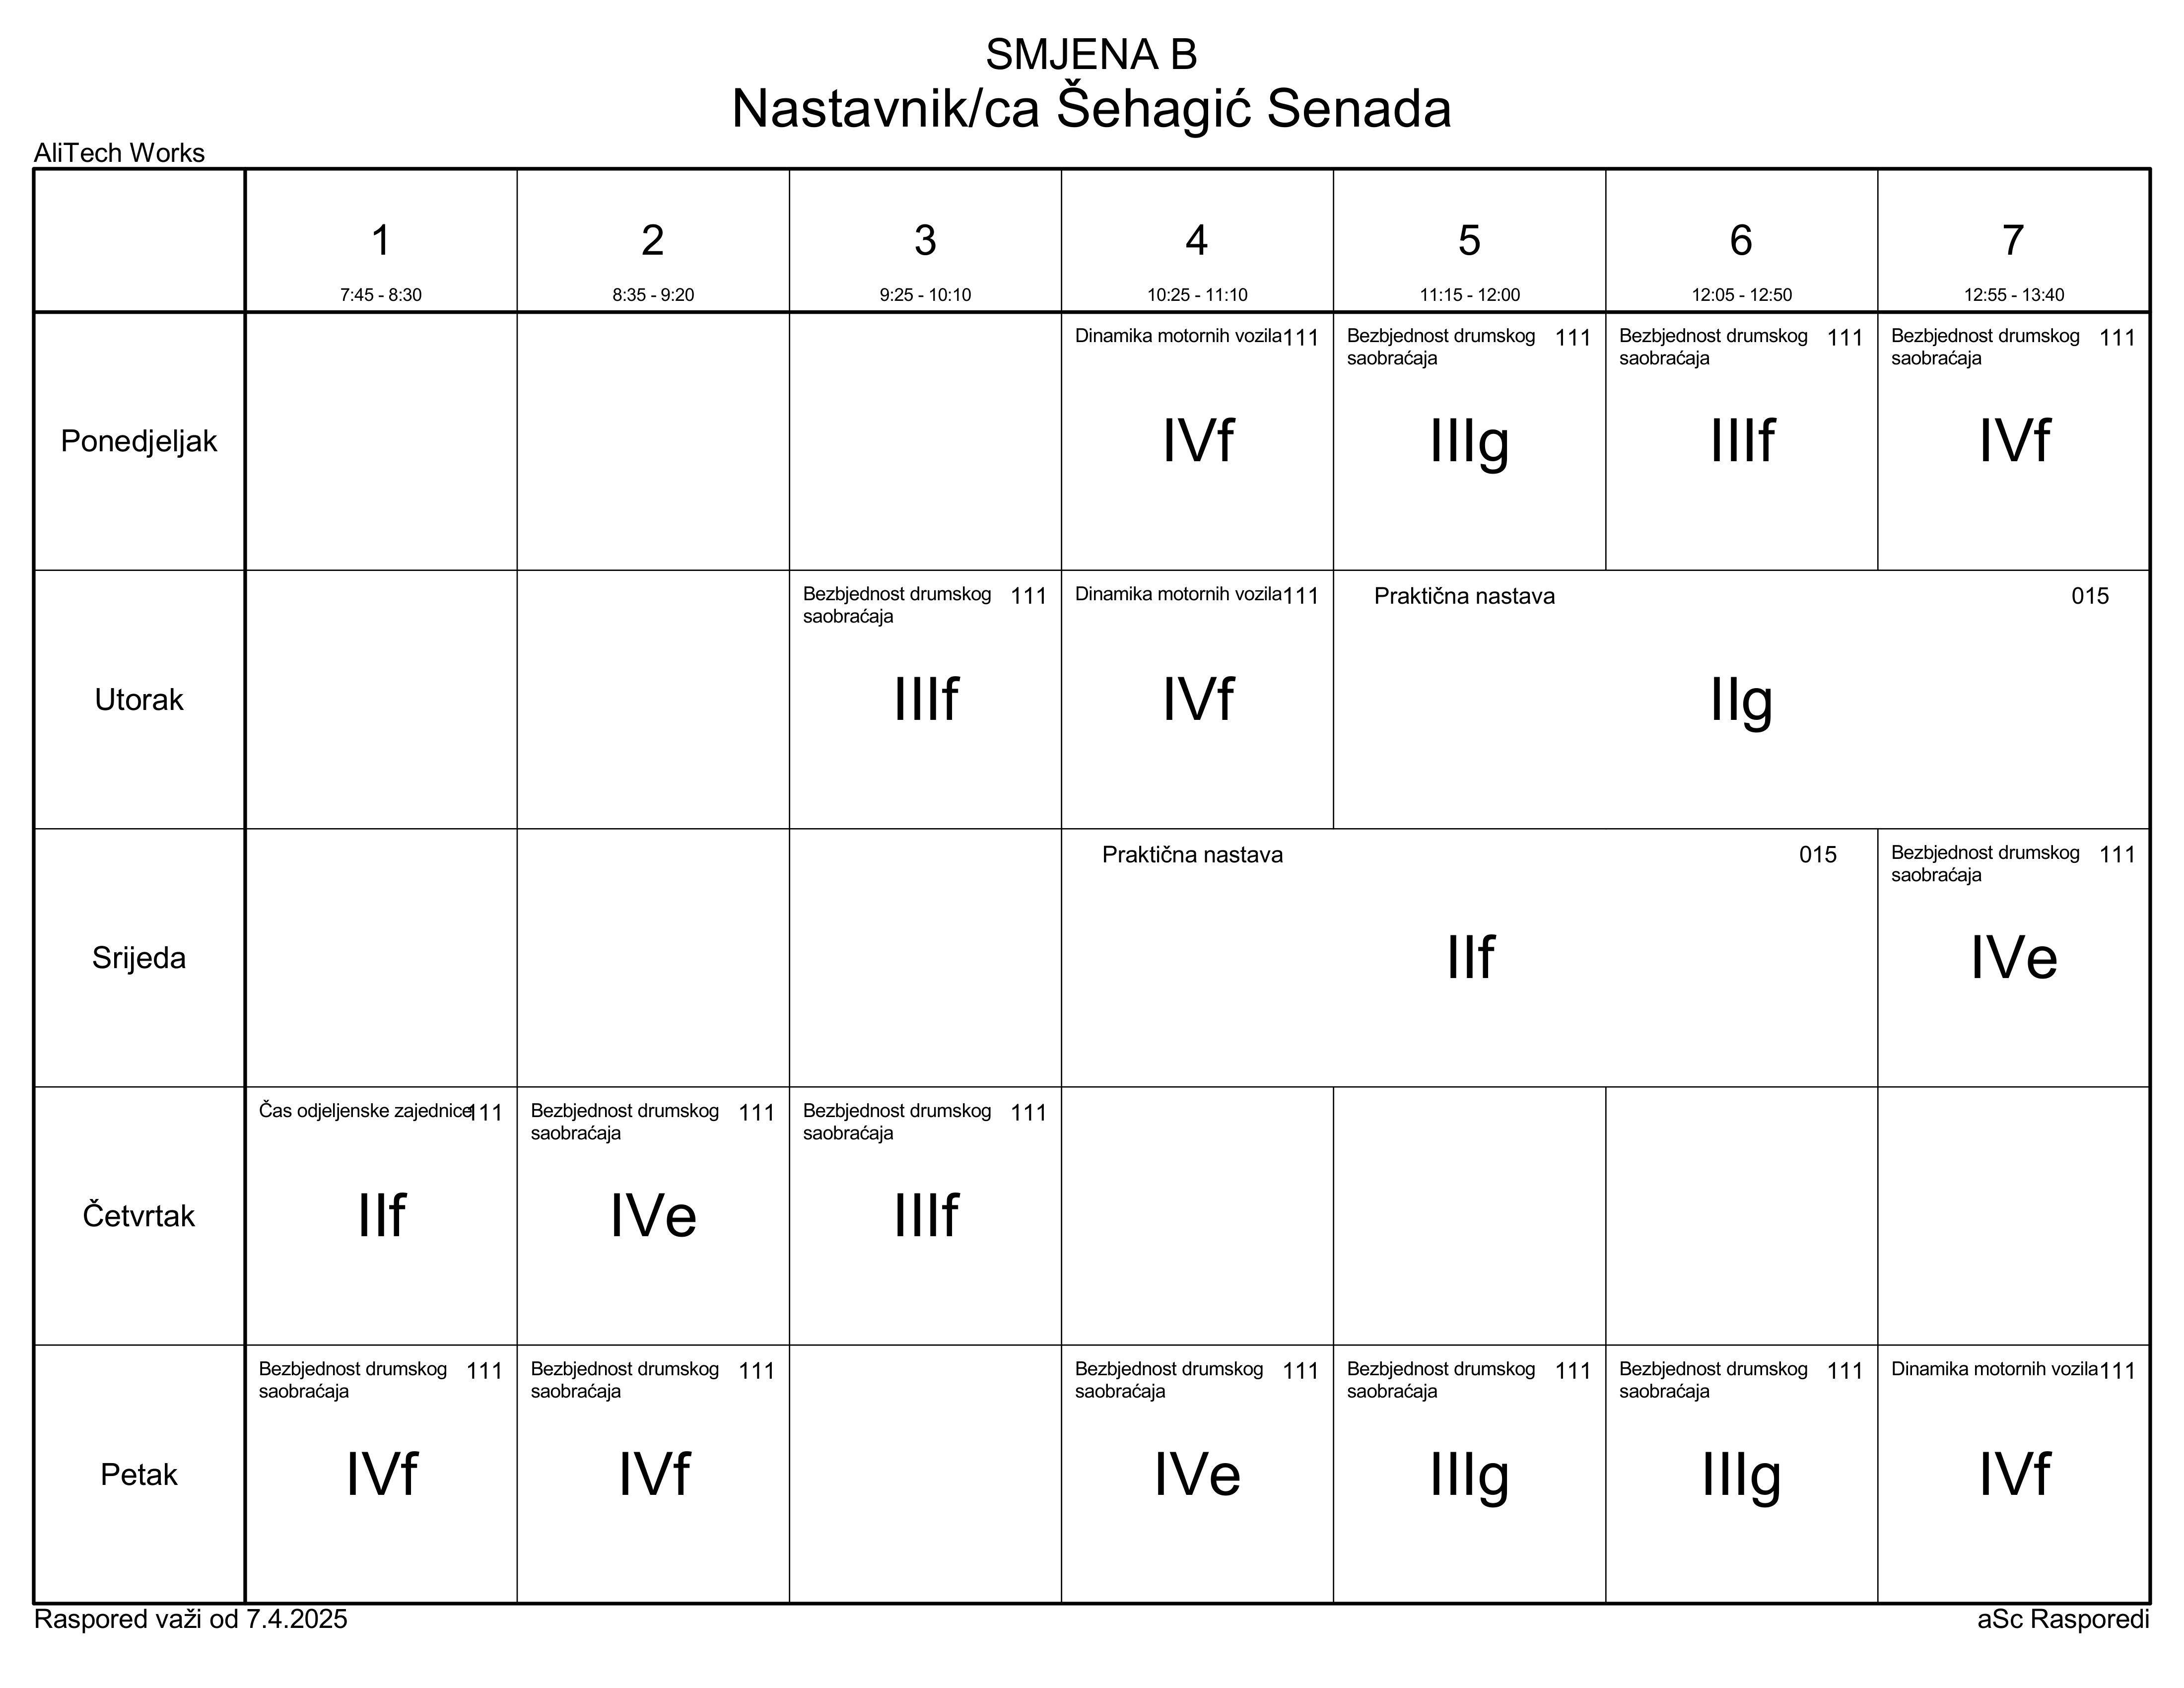 SMJENA B
Nastavnik/ca Šehagić Senada
AliTech Works
1
7:45 - 8:30
2
8:35 - 9:20
3
9:25 - 10:10
4
10:25 - 11:10
5
11:15 - 12:00
6
12:05 - 12:50
7
12:55 - 13:40
Ponedjeljak
Dinamika motornih vozila 111
IVf
Bezbjednost drumskog 111
saobraćaja
IIIg
Bezbjednost drumskog 111
saobraćaja
IIIf
Bezbjednost drumskog 111
saobraćaja
IVf
Utorak
Bezbjednost drumskog 111
saobraćaja
IIIf
Dinamika motornih vozila 111
IVf
Praktična nastava 015
IIg
Srijeda
Praktična nastava 015
IIf
Bezbjednost drumskog 111
saobraćaja
IVe
Četvrtak
Čas odjeljenske zajednice 111
IIf
Bezbjednost drumskog 111
saobraćaja
IVe
Bezbjednost drumskog 111
saobraćaja
IIIf
Petak
Bezbjednost drumskog 111
saobraćaja
IVf
Bezbjednost drumskog 111
saobraćaja
IVf
Bezbjednost drumskog 111
saobraćaja
IVe
Bezbjednost drumskog 111
saobraćaja
IIIg
Bezbjednost drumskog 111
saobraćaja
IIIg
Dinamika motornih vozila 111
IVf
Raspored važi od 7.4.2025
aSc Rasporedi